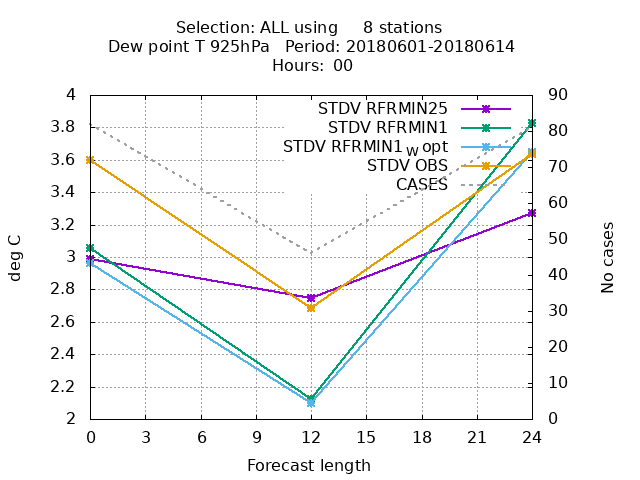 Selection: ALL using     8 stations
Dew point T 925hPa   Period: 20180601-20180614
Hours:  00
STDV RFRMIN25
STDV RFRMIN1
STDV RFRMIN1wopt
STDV OBS
CASES
4
3.8
3.6
3.4
3.2
3
2.8
2.6
2.4
2.2
2
deg C
90
80
70
60
50
40
30
20
10
0
No cases
0 3 6 9 12 15 18 21 24
Forecast length